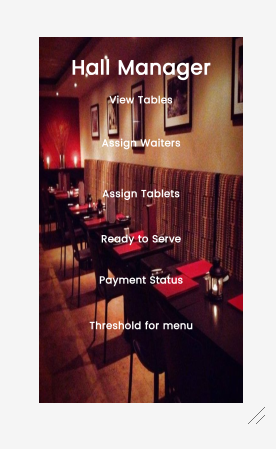 Hall Manager
View Tables
Assign Waiters
Assign Tablets
Ready to Serve
Payment Status
Threshold for menu